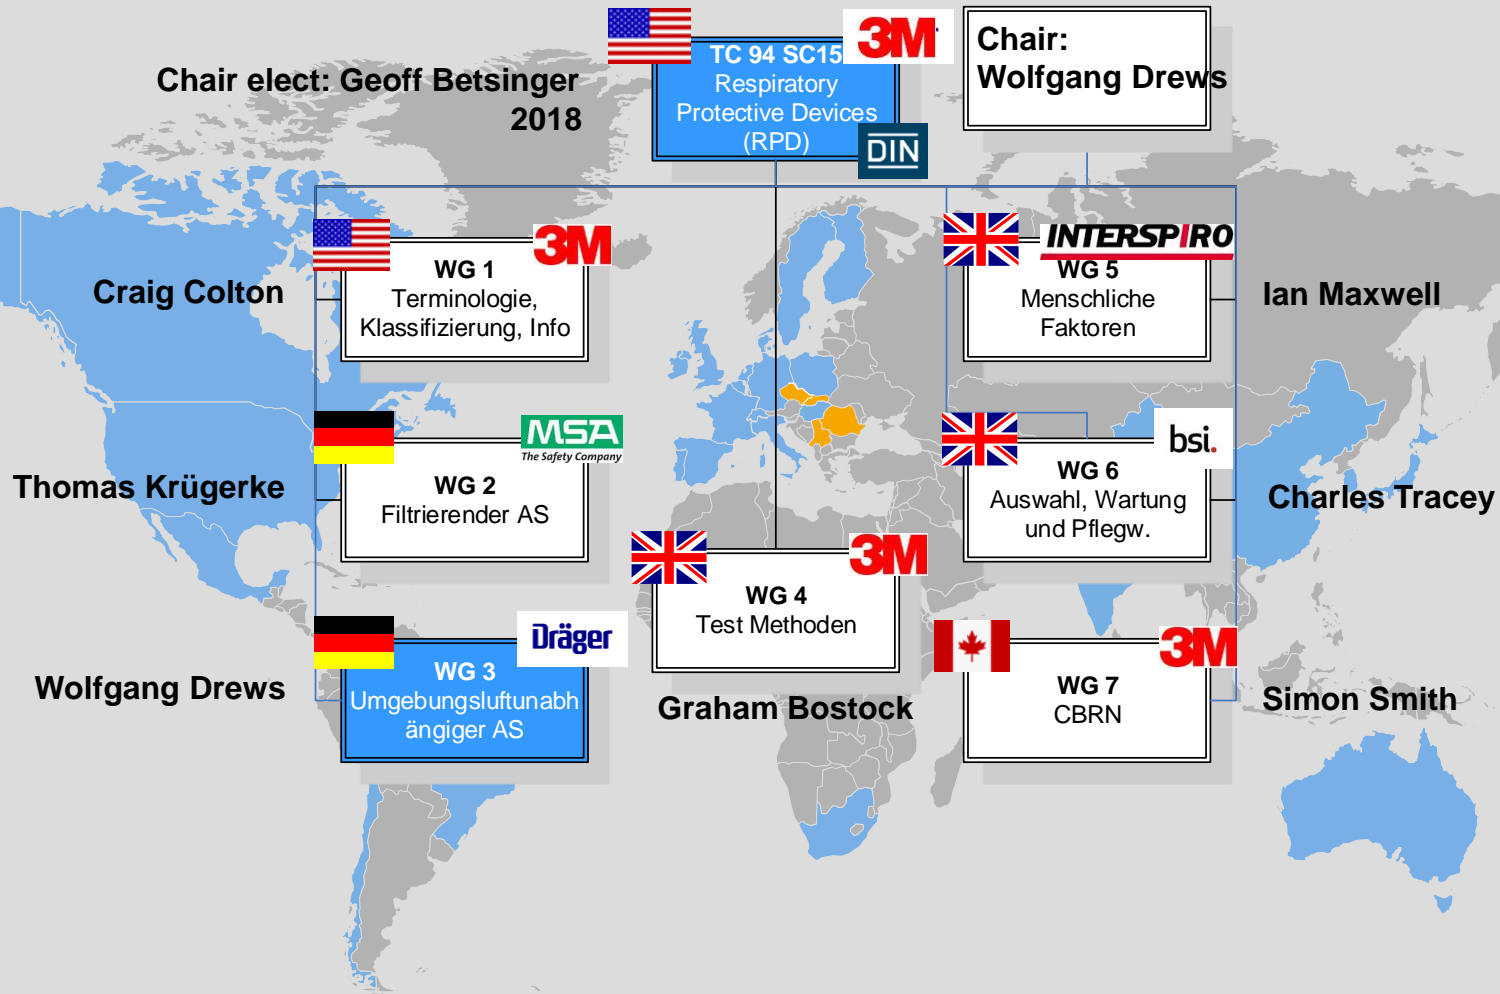 Chair elect: Geoff Betsinger
2018
TC 94 SC15
Respiratory
Protective Devices
(RPD)
3M
DIN
Chair:
Wolfgang Drews
Craig Colton
3M
WG 1
Terminologie,
Klassifizierung, Info
INTERSPIRO
WG 5
Menschliche
Faktoren
Ian Maxwell
Thomas Krügerke
MSA
The Safety Company
WG 2
Filtrierender AS
bsi.
WG 6
Auswahl, Wartung
und Pflegw.
Charles Tracey
3M
WG 4
Test Methoden
Graham Bostock
Wolfgang Drews
Dräger
WG 3
Umgebungsluftunabh
ängiger AS
3M
WG 7
CBRN
Simon Smith